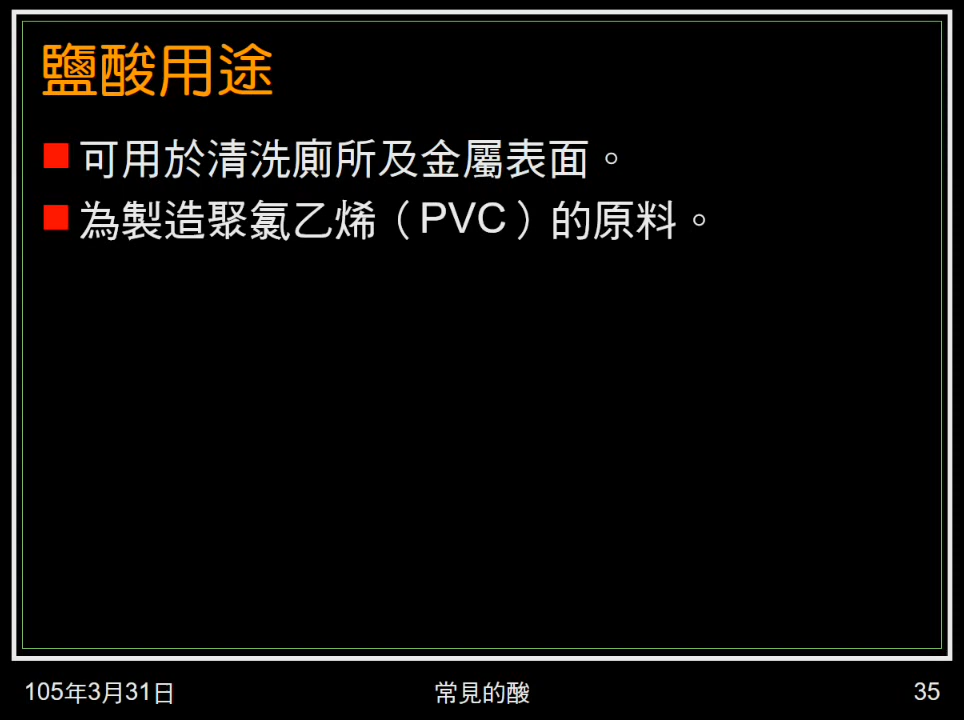 鹽酸用途
可用於清洗廁所及金屬表面。
為製造聚氯乙烯（PVC）的原料。
105年3月31日
常見的酸
35